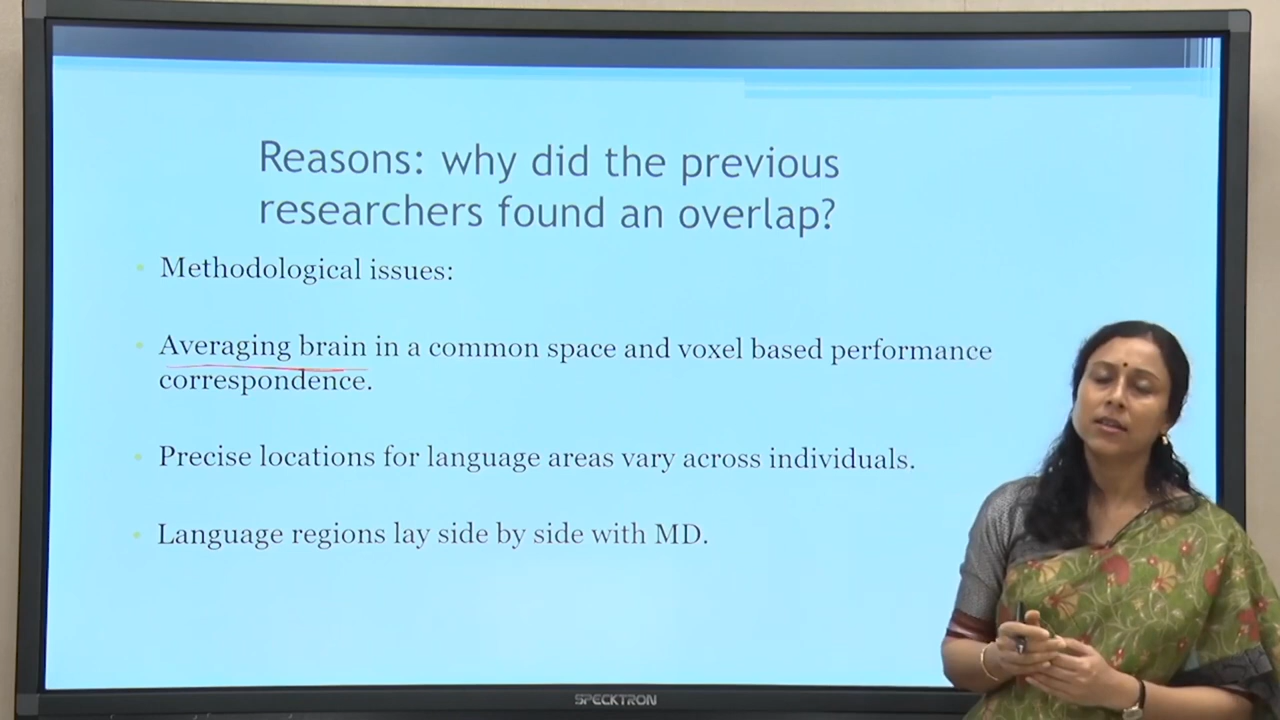 Reasons: why did the previous
researchers found an overlap?
Methodological issues:
Averaging brain in a common space and voxel based performance
correspondence.
Precise locations for language areas vary across individuals.
Language regions lay side by side with MD.
SPECKTRON